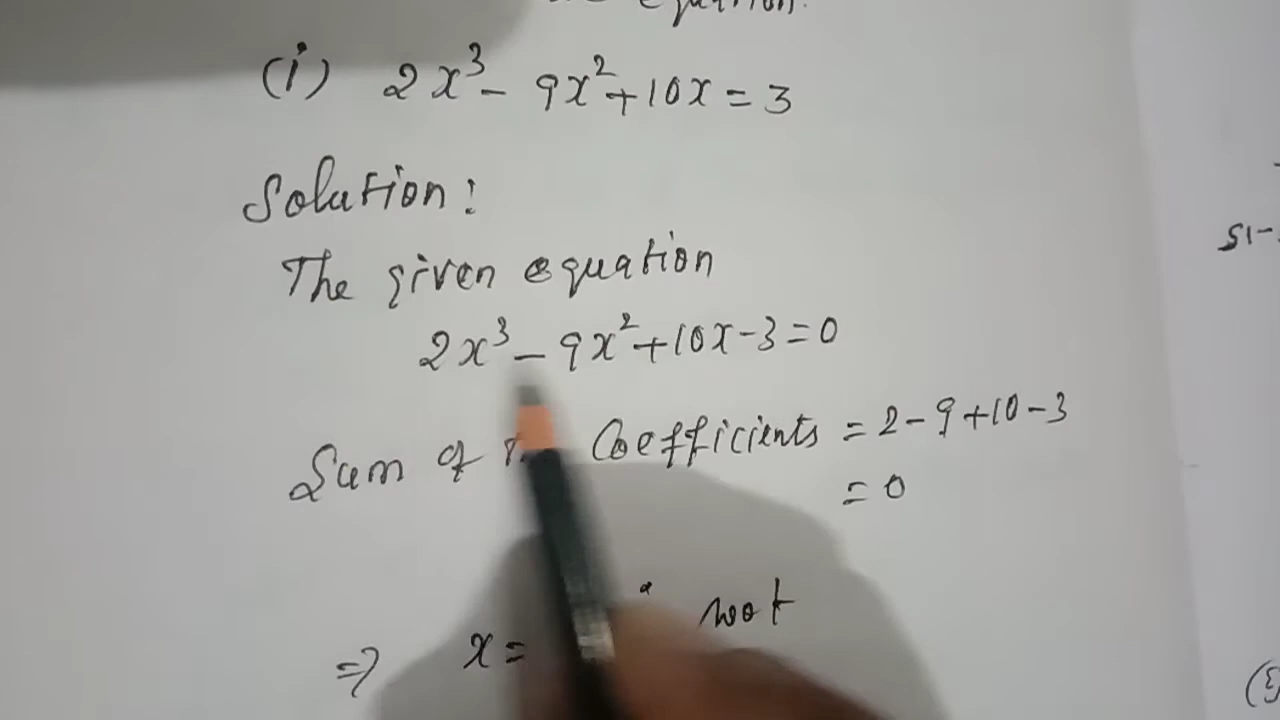 equation.
(i) 2x³ - 9x² + 10x = 3
Solution:
The given equation
2x³ - 9x² + 10x - 3 = 0
Sum of Coefficients = 2 - 9 + 10 - 3
= 0
⇒ x = root